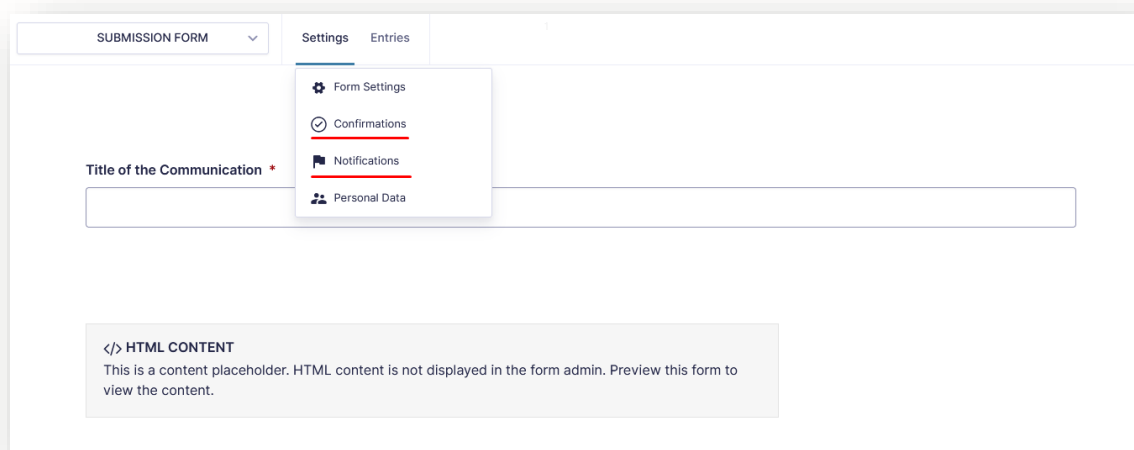 SUBMISSION FORM
Settings
Entries
Form Settings
Confirmations
Notifications
Personal Data
Title of the Communication *
</> HTML CONTENT
This is a content placeholder. HTML content is not displayed in the form admin. Preview this form to
view the content.